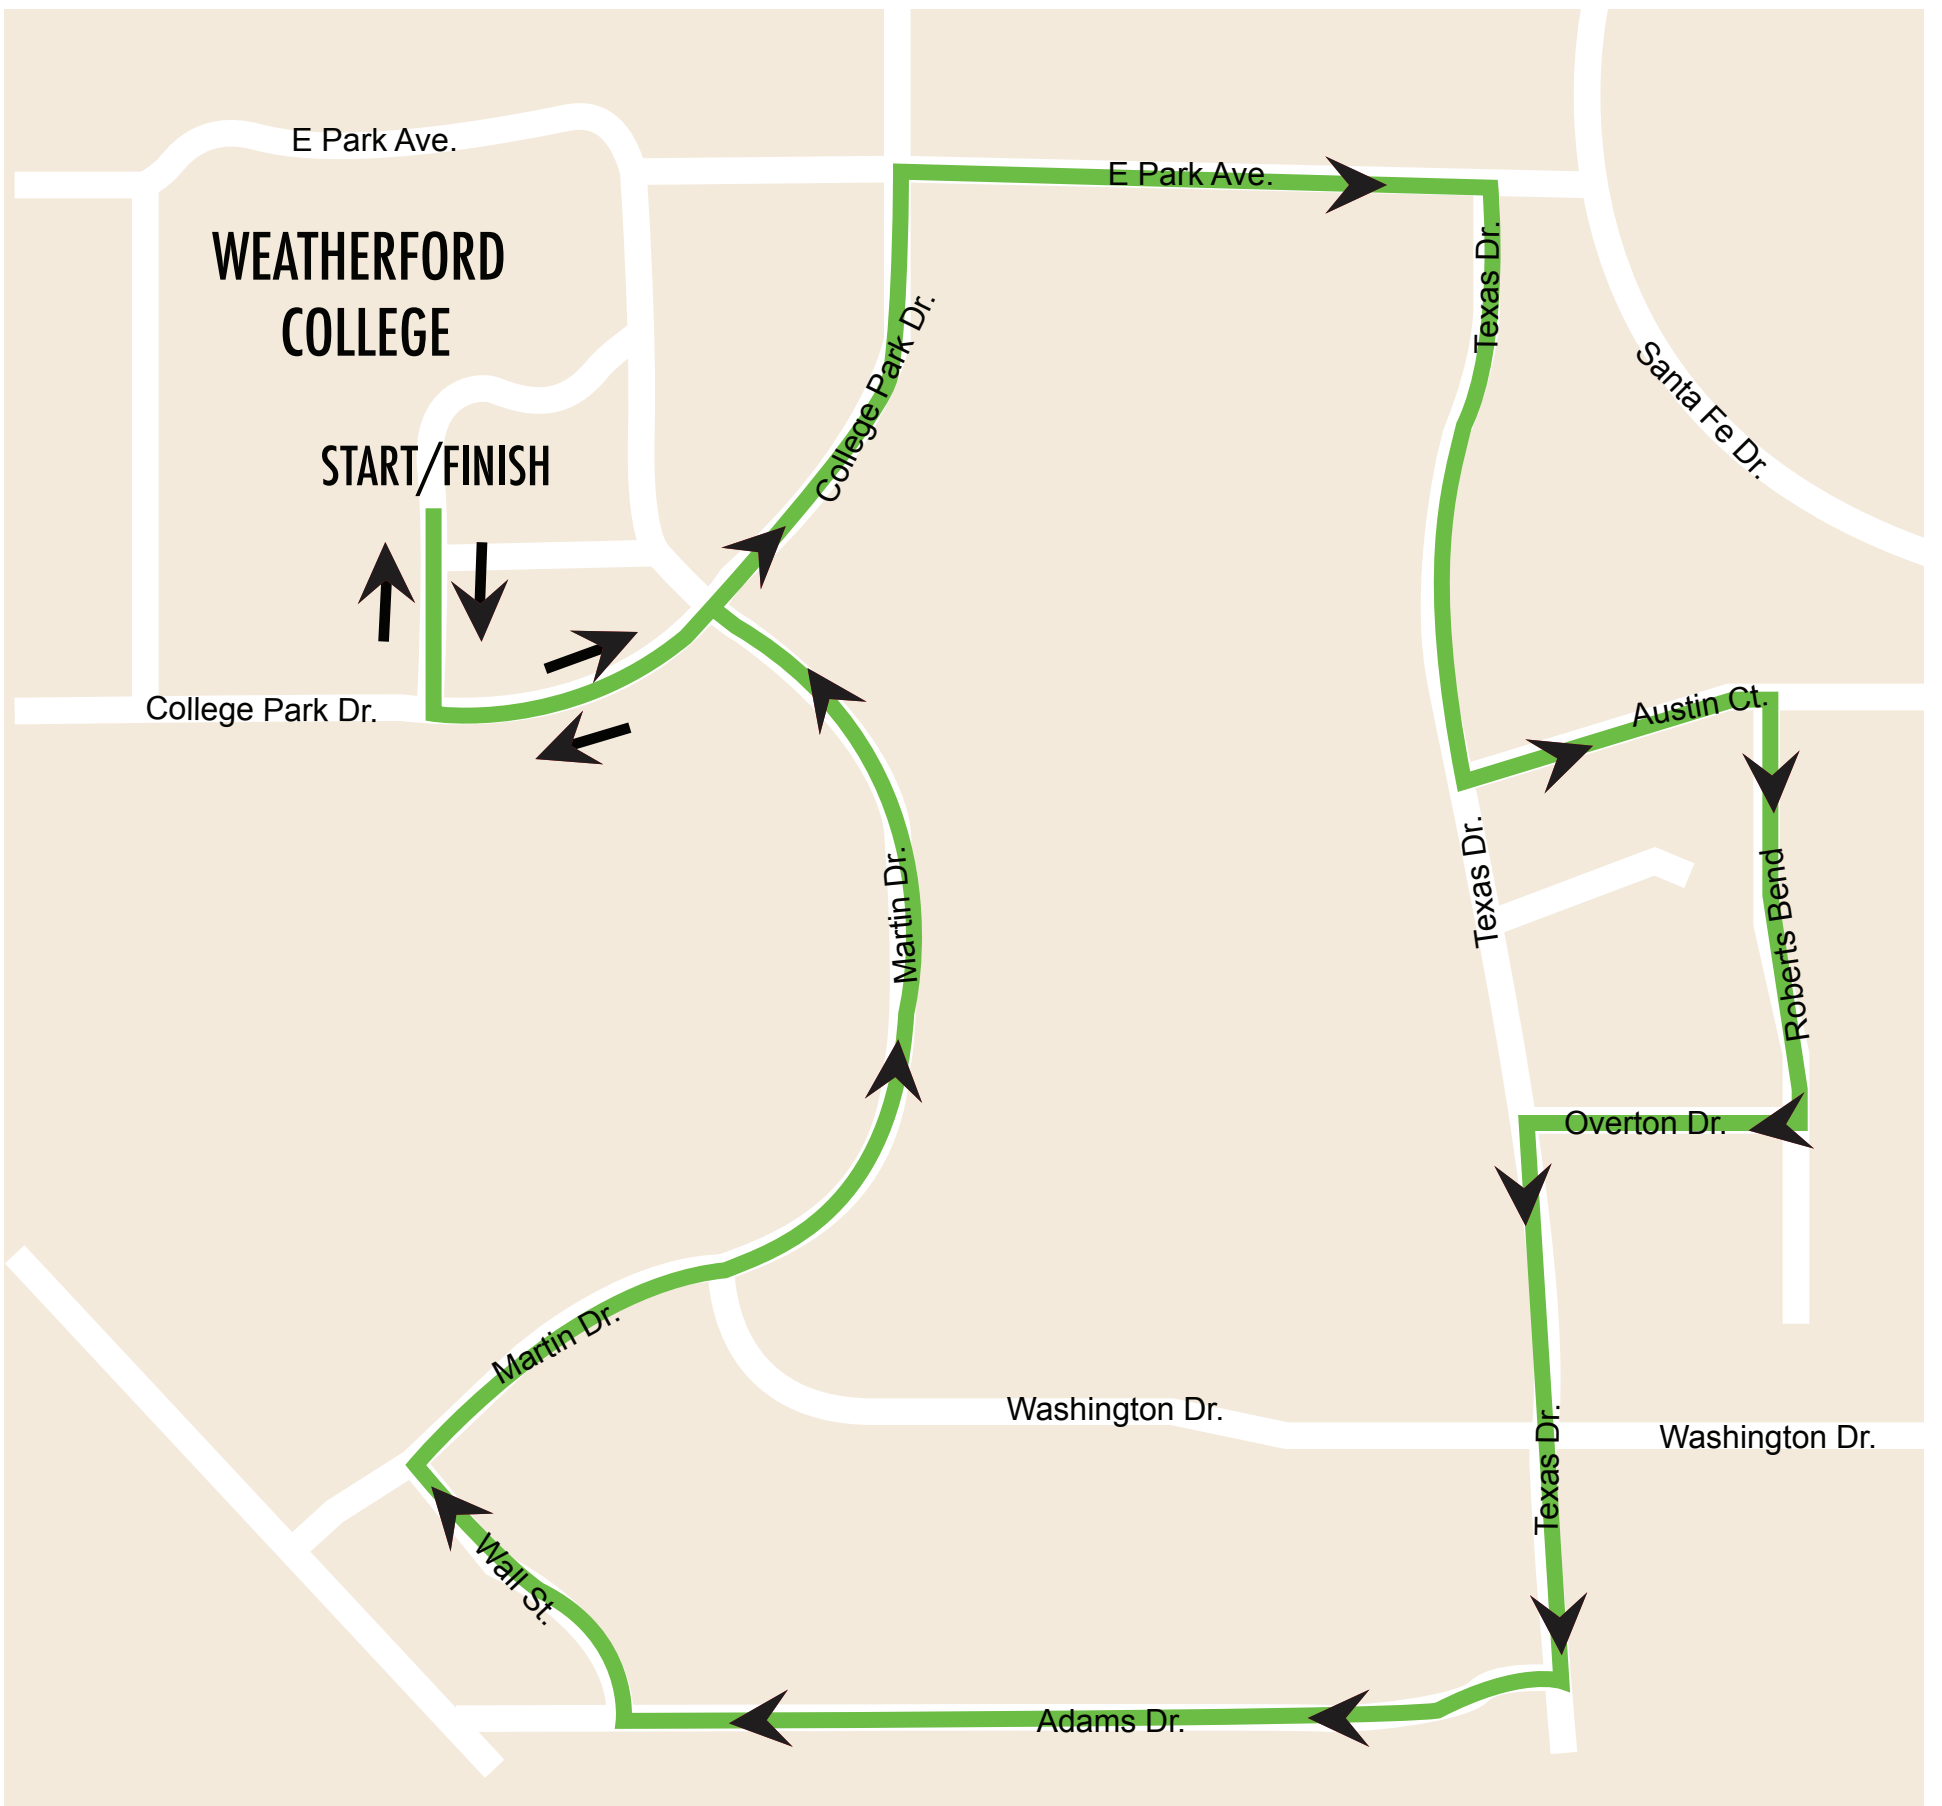 E Park Ave.
E Park Ave.
WEATHERFORD
COLLEGE
Texas Dr.
College Park Dr.
Santa Fe Dr.
START/FINISH
College Park Dr.
Austin Ct.
Texas Dr.
Martin Dr.
Roberts Bend
Overton Dr.
Martin Dr.
Washington Dr.
Washington Dr.
Texas Dr.
Wall St.
Adams Dr.